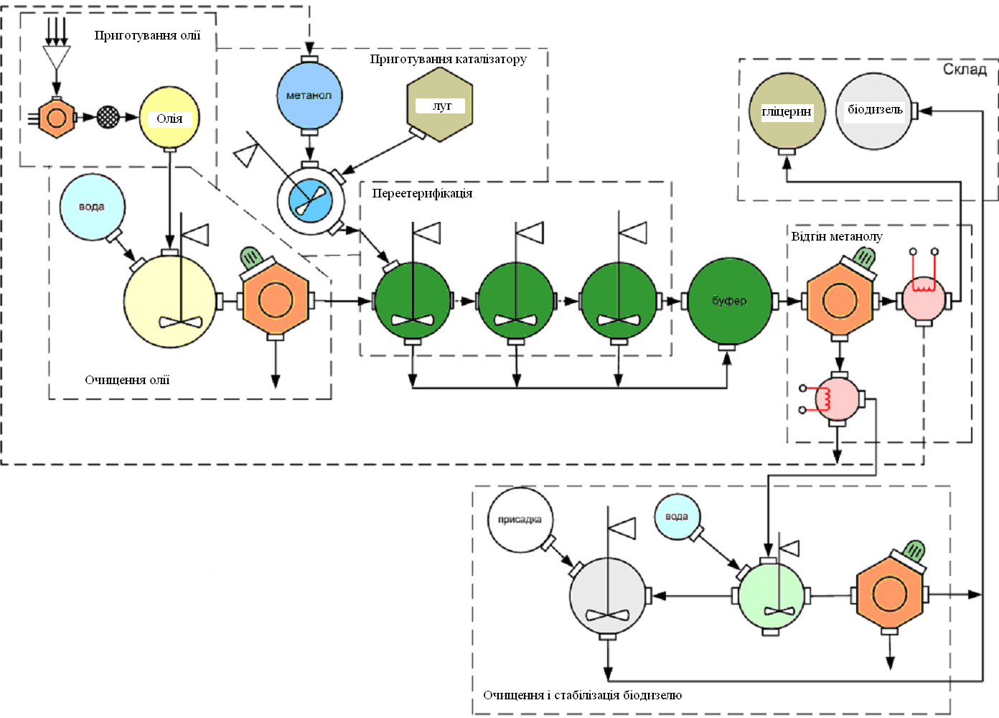 Приготування олії
Приготування каталізатору
Склад
метанол
луг
Олія
гліцерин
біодизель
вода
Переетерифікація
Відгін метанолу
буфер
Очищення олії
присадка
вода
Очищення і стабілізація біодизелю